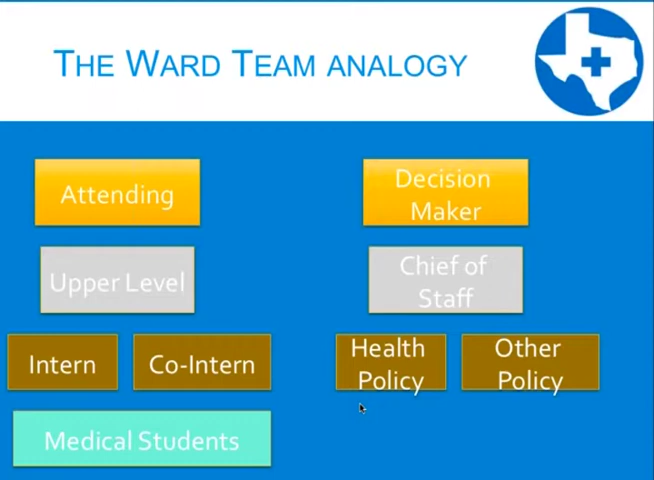 THE WARD TEAM ANALOGY
Attending
Decision
Maker
Upper Level
Chief of
Staff
Intern
Co-Intern
Health
Policy
Other
Policy
Medical Students